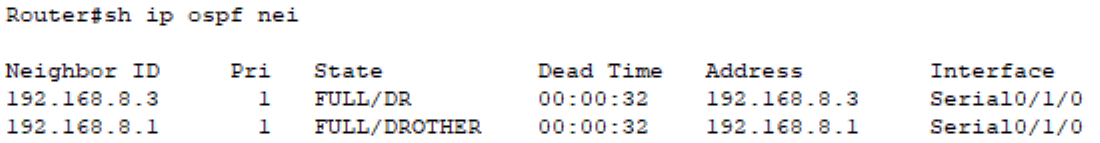 Router#sh ip ospf nei
Neighbor ID Pri State Dead Time Address Interface
192.168.8.3 1 FULL/DR 00:00:32 192.168.8.3 Serial0/1/0
192.168.8.1 1 FULL/DROTHER 00:00:32 192.168.8.1 Serial0/1/0